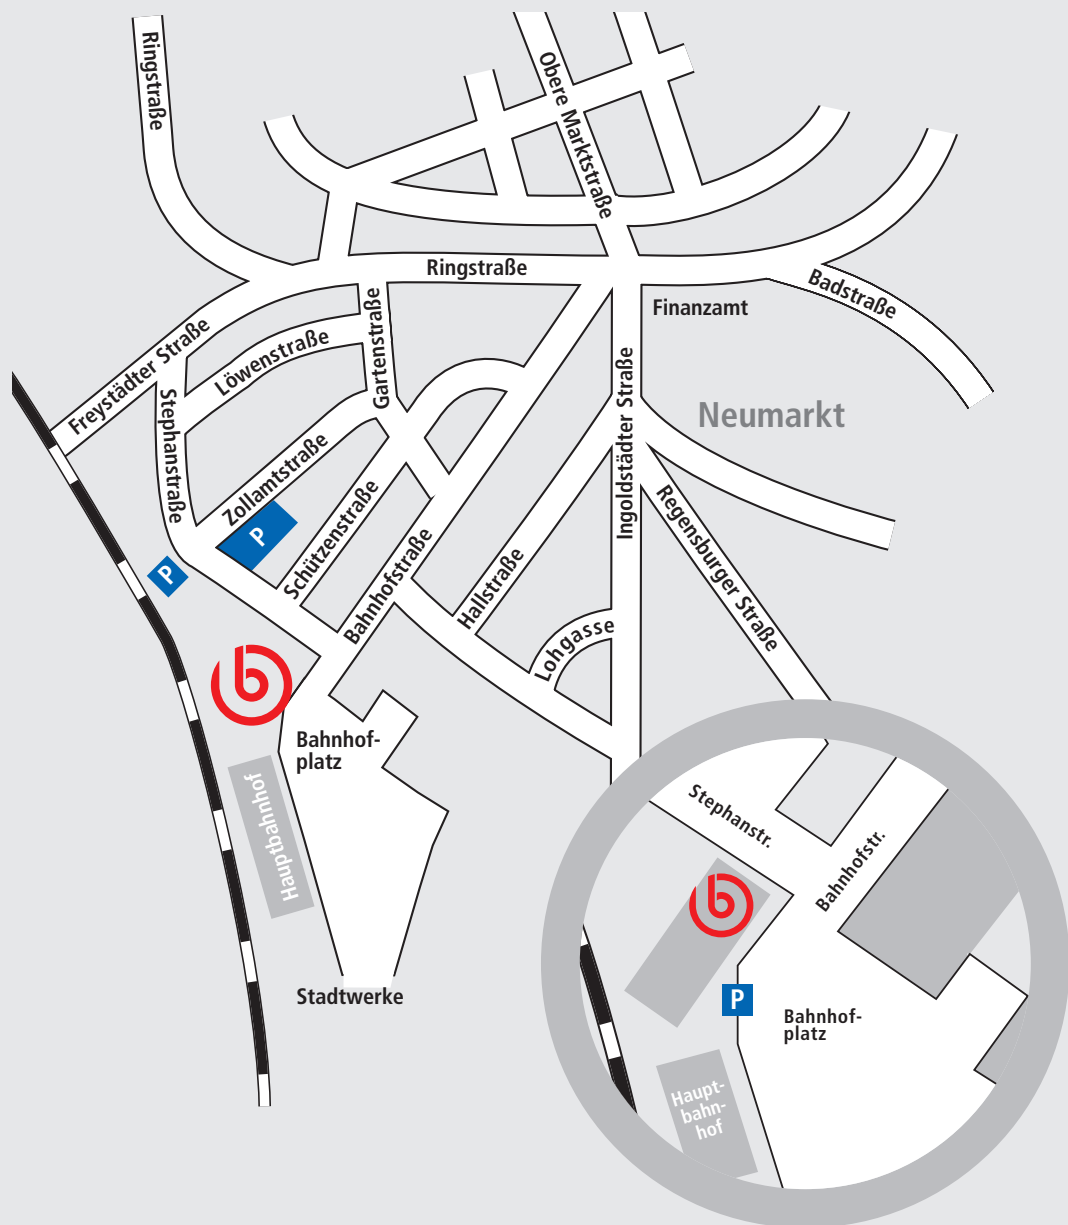 Ringstraße
Obere Marktstraße
Ringstraße
Badstraße
Finanzamt
Freystädter Straße
Löwenstraße
Gartenstraße
Ingoldstädter Straße
Neumarkt
Stephanstraße
Zollamtstraße
P
Schützenstraße
Bahnhofstraße
Hallstraße
Regensburger Straße
P
Lohgasse
b
Bahnhof-
platz
Hauptbahnhof
Stadtwerke
Stephanstr.
Bahnhofstr.
b
P
Bahnhof-
platz
Haupt-
bahn-
hof